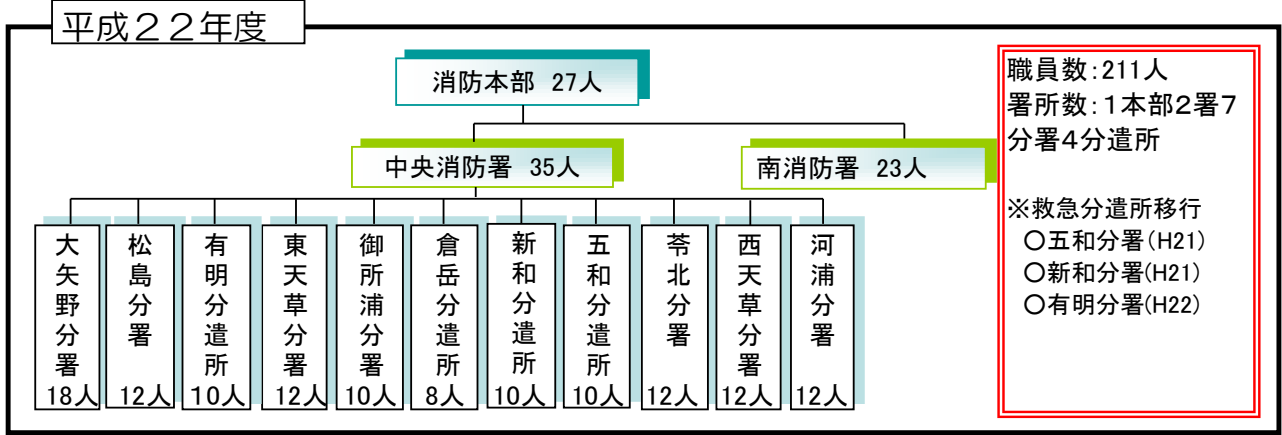 平成22年度
消防本部 27人
中央消防署 35人
南消防署 23人
大矢野分署
18人
松島分署
12人
有明分遣所
10人
東天草分署
12人
御所浦分署
10人
倉岳分遣所
8人
新和分遣所
10人
五和分遣所
10人
苓北分署
12人
西天草分署
12人
河浦分署
12人
職員数:211人
署所数:1本部2署7
分署4分遣所
※救急分遣所移行
○五和分署(H21)
○新和分署(H21)
○有明分署(H22)